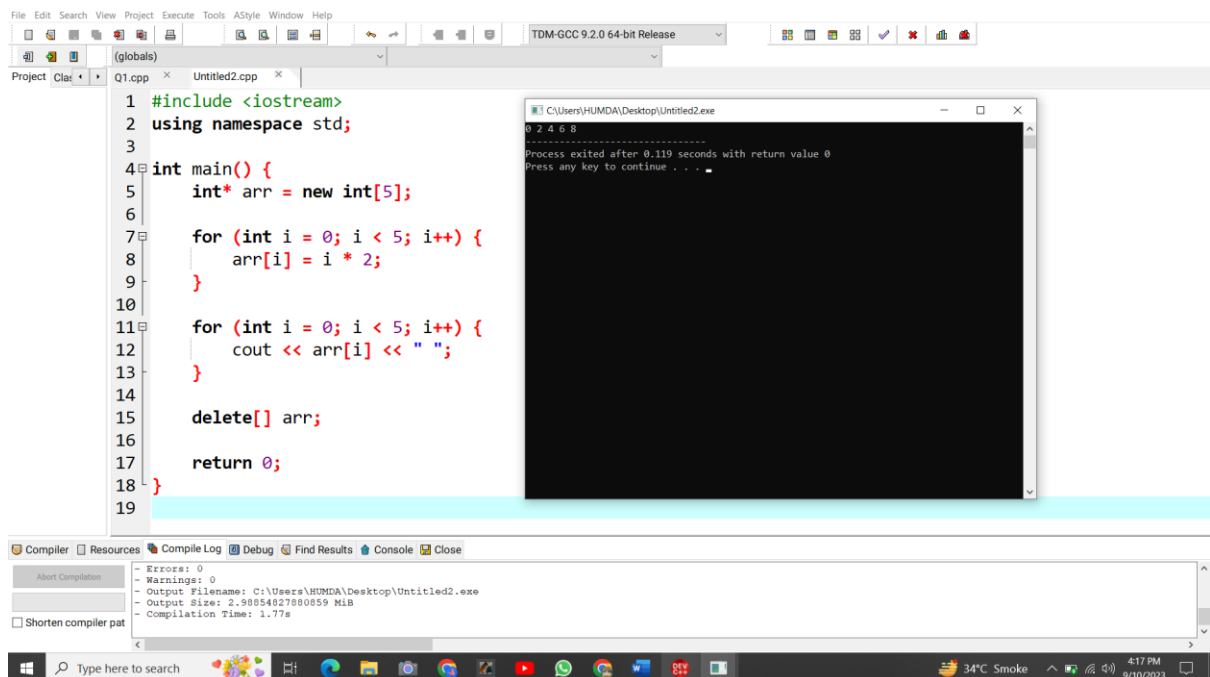 File Edit Search View Project Execute Tools AStyle Window Help
TDM-GCC 9.2.0 64-bit Release
(globals)
Project Clas Q1.cpp Untitled2.cpp
1 #include <iostream>
2 using namespace std;
3
4 int main() {
5 int* arr = new int[5];
6
7 for (int i = 0; i < 5; i++) {
8 arr[i] = i * 2;
9 }
10
11 for (int i = 0; i < 5; i++) {
12 cout << arr[i] << " ";
13 }
14
15 delete[] arr;
16
17 return 0;
18 }
19
C:\Users\HUMDA\Desktop\Untitled2.exe
0 2 4 6 8
--------------------------------
Process exited after 0.119 seconds with return value 0
Press any key to continue . . .
Compiler Resources Compile Log Debug Find Results Console Close
Abort Compilation
Shorten compiler pat
- Errors: 0
- Warnings: 0
- Output Filename: C:\Users\HUMDA\Desktop\Untitled2.exe
- Output Size: 2.98854827880859 MiB
- Compilation Time: 1.77s
Type here to search
DEV
C++
34°C Smoke
4:17 PM
9/10/2023